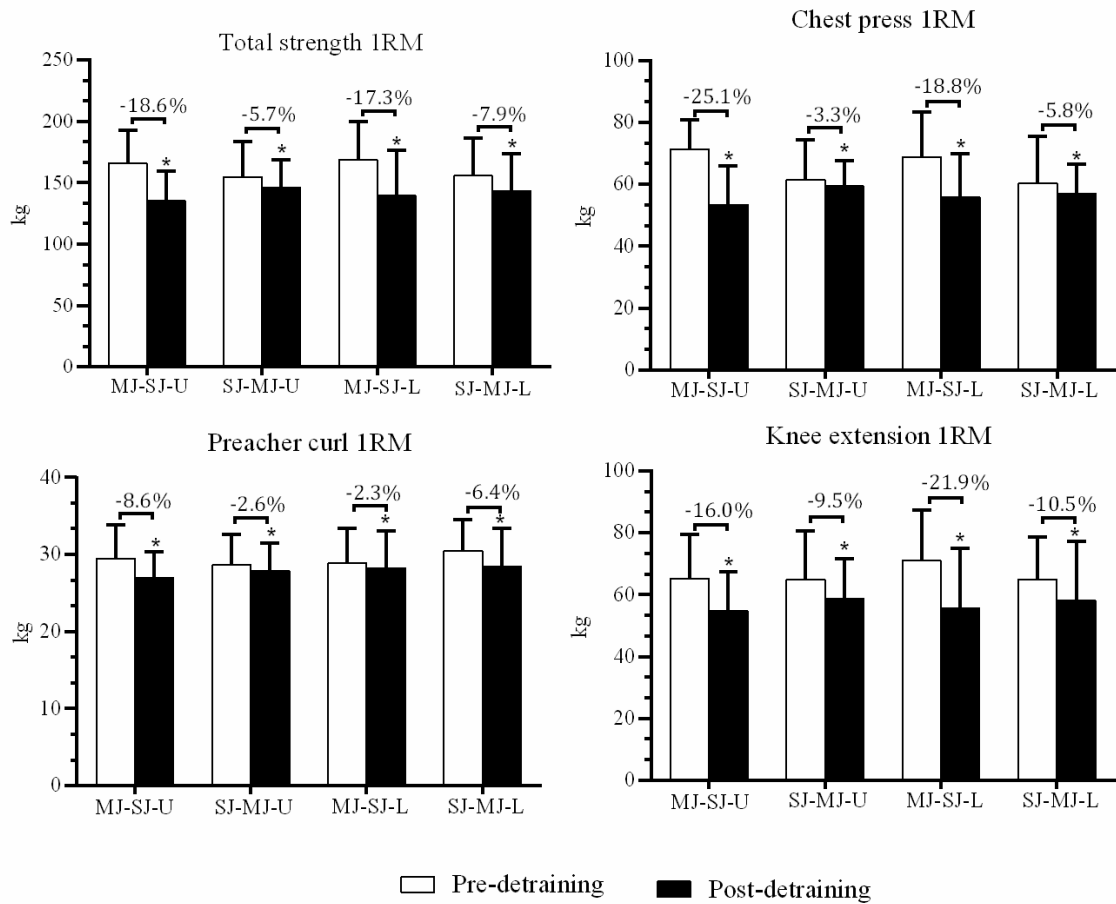 Total strength 1RM
250
200
150
100
50
0
kg
-18.6%
-5.7%
-17.3%
-7.9%
*
*
*
*
MJ-SJ-U
SJ-MJ-U
MJ-SJ-L
SJ-MJ-L
Chest press 1RM
100
80
60
40
20
0
kg
-25.1%
-3.3%
-18.8%
-5.8%
*
*
*
*
MJ-SJ-U
SJ-MJ-U
MJ-SJ-L
SJ-MJ-L
Preacher curl 1RM
40
30
20
10
0
kg
-8.6%
-2.6%
-2.3%
-6.4%
*
*
*
*
MJ-SJ-U
SJ-MJ-U
MJ-SJ-L
SJ-MJ-L
Knee extension 1RM
100
80
60
40
20
0
kg
-16.0%
-9.5%
-21.9%
-10.5%
*
*
*
*
MJ-SJ-U
SJ-MJ-U
MJ-SJ-L
SJ-MJ-L
Pre-detraining
Post-detraining